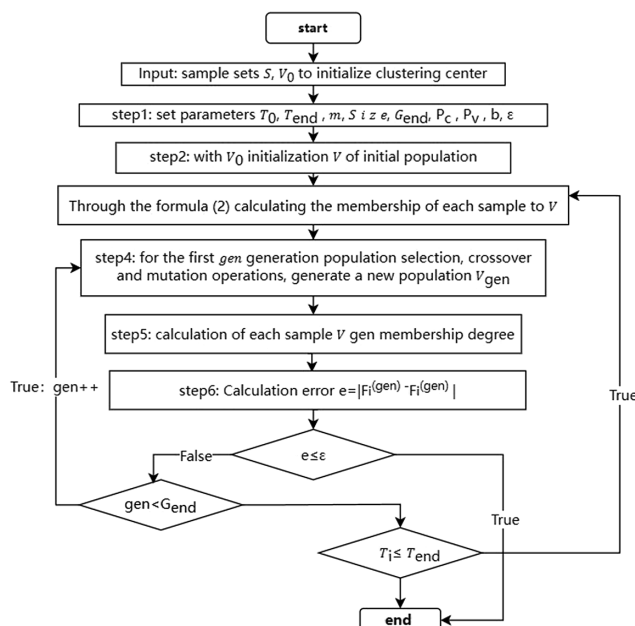 start
Input: sample sets S, V0 to initialize clustering center
step1: set parameters T0, Tend , m, S i z e, Gend, Pc , Pv , b, ε
step2: with V0 initialization V of initial population
Through the formula (2) calculating the membership of each sample to V
step4: for the first gen generation population selection, crossover
and mutation operations, generate a new population Vgen
step5: calculation of each sample V gen membership degree
step6: Calculation error e=|Fi(gen) -Fi(gen) |
True: gen++
True
e≤ε
False
gen<Gend
True
Ti≤ Tend
end